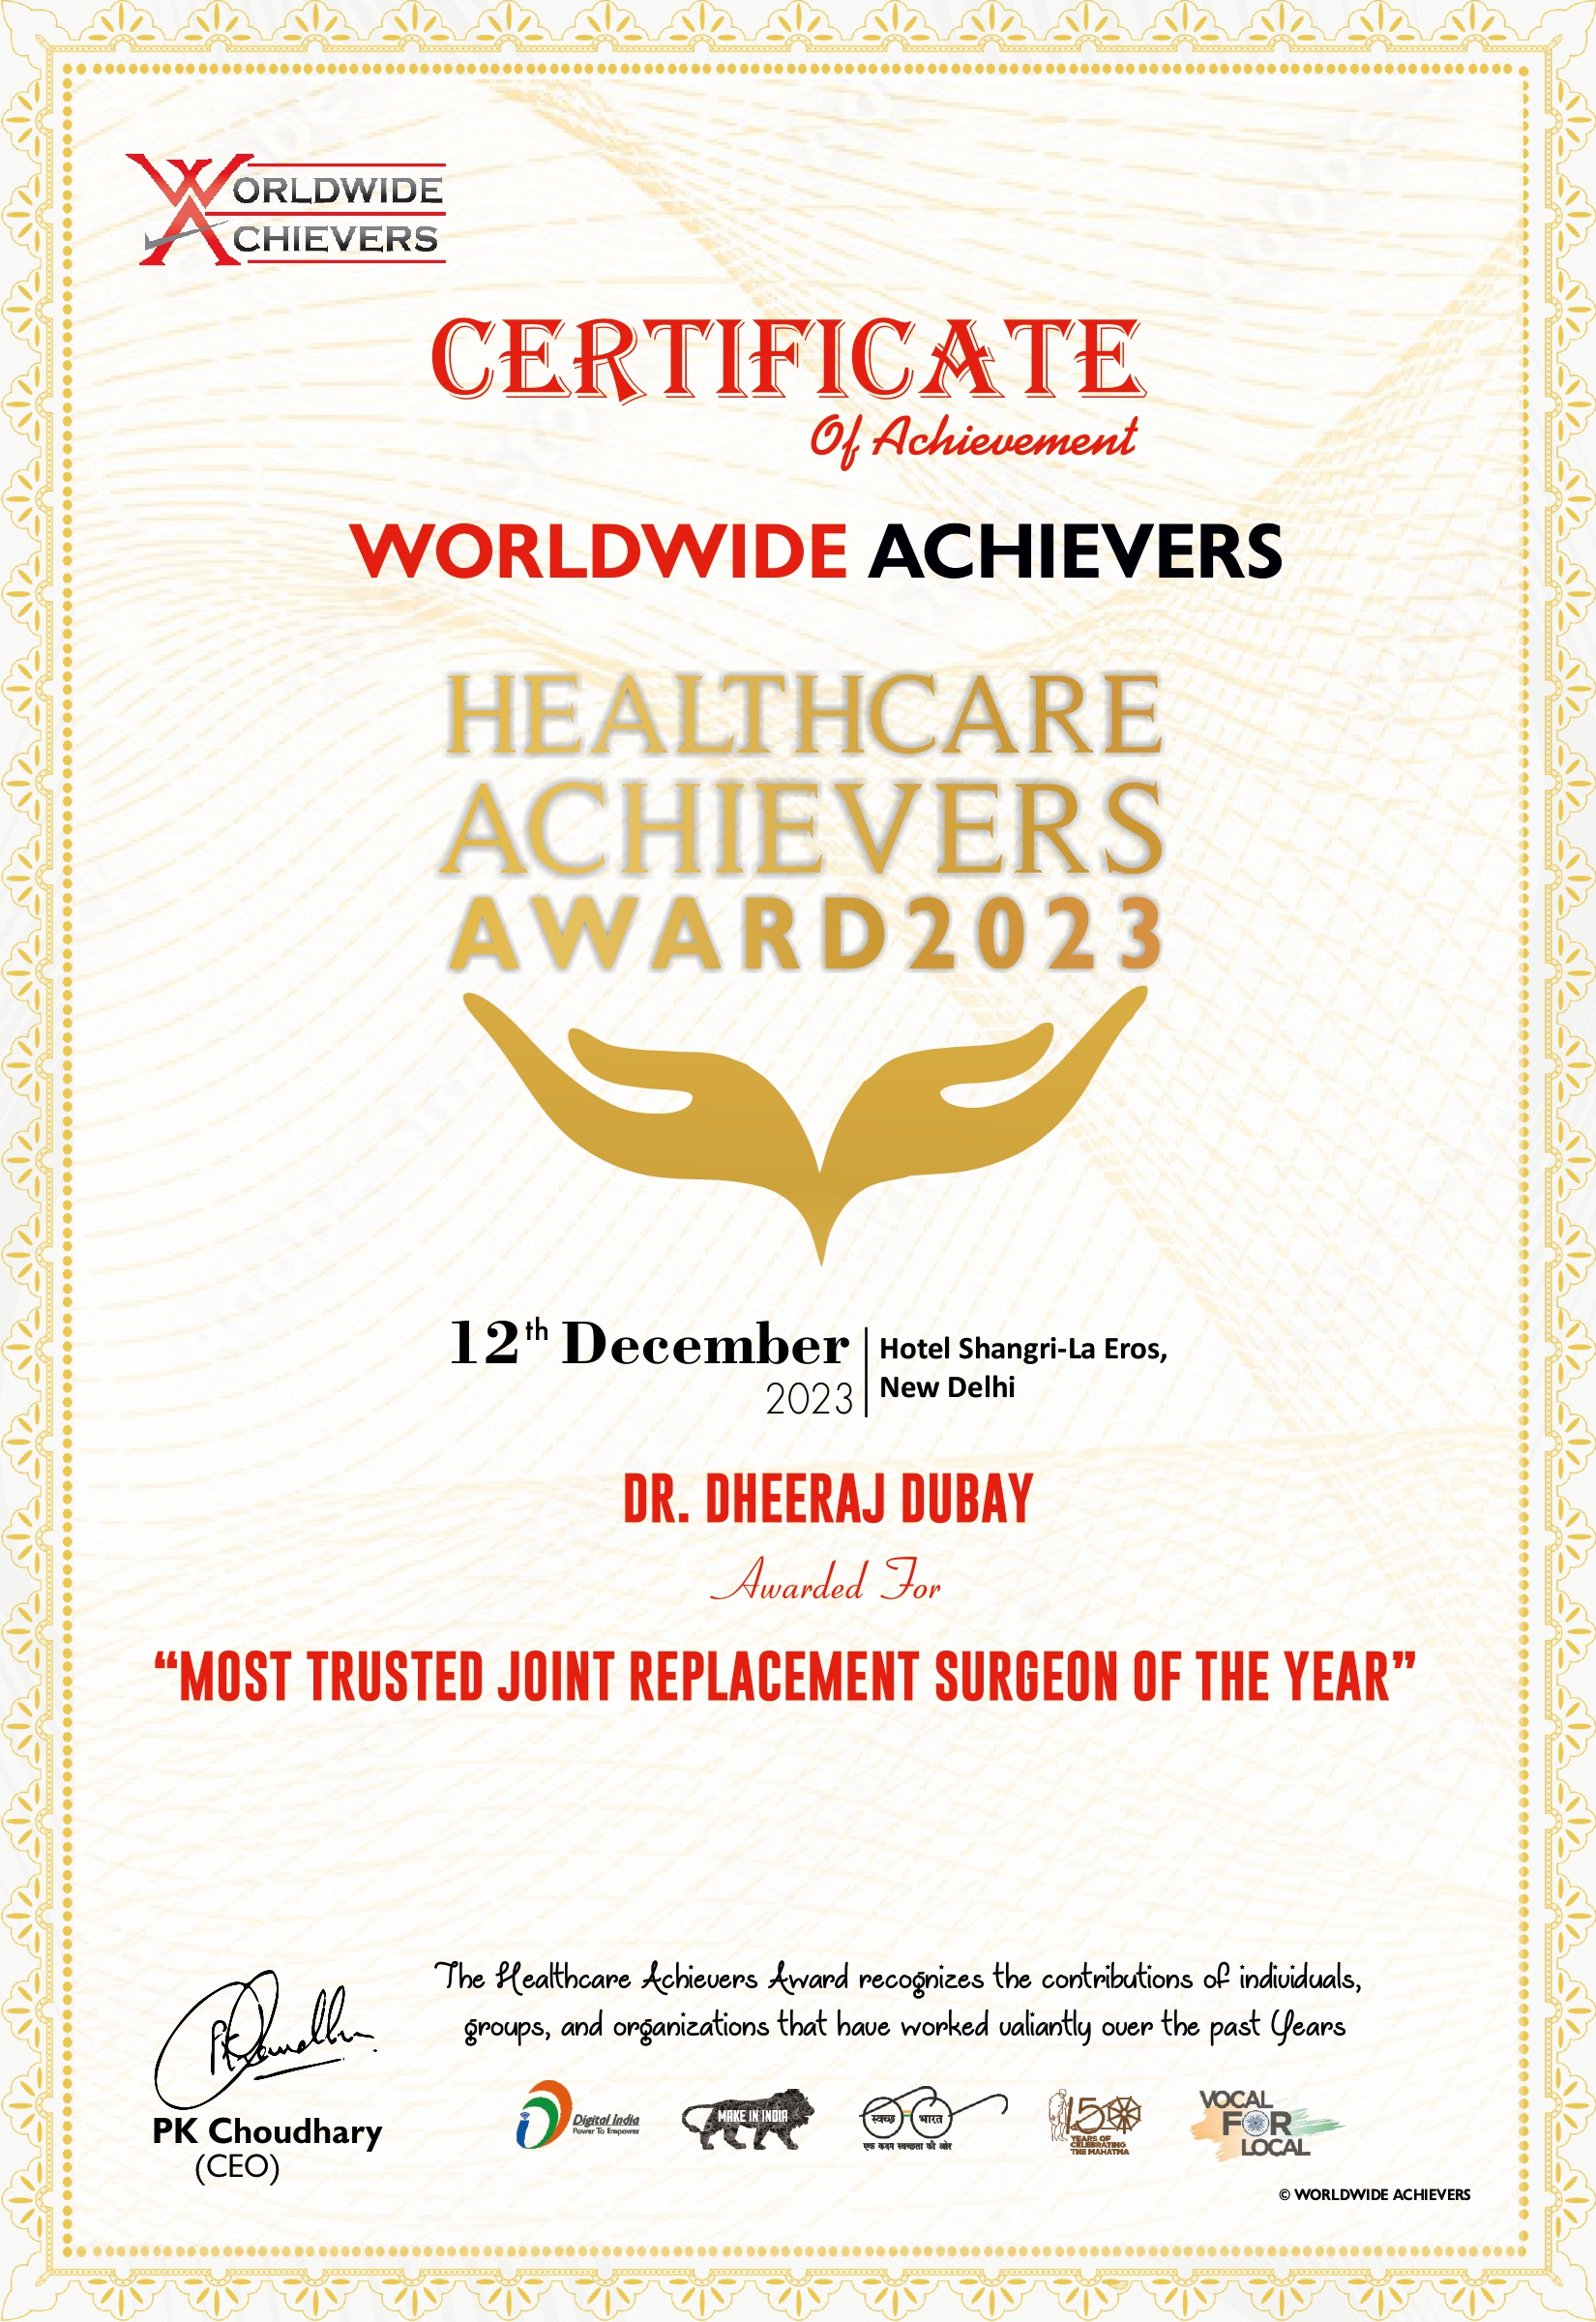 WORLDWIDE
ACHIEVERS
CERTIFICATE
Of Achievement
WORLDWIDE ACHIEVERS
HEALTHCARE
ACHIEVERS
AWARD2023
12th December
2023
Hotel Shangri-La Eros,
New Delhi
DR. DHEERAJ DUBAY
Awarded For
“MOST TRUSTED JOINT REPLACEMENT SURGEON OF THE YEAR”
The Healthcare Achievers Award recognizes the contributions of individuals,
groups, and organizations that have worked valiantly over the past Years
PK Choudhary
(CEO)
Digital India
Power To Empower
MAKE IN INDIA
स्वच्छ भारत
एक कदम स्वच्छता की ओर
150
YEARS OF
CELEBRATING
THE MAHATMA
VOCAL
FOR
LOCAL
© WORLDWIDE ACHIEVERS